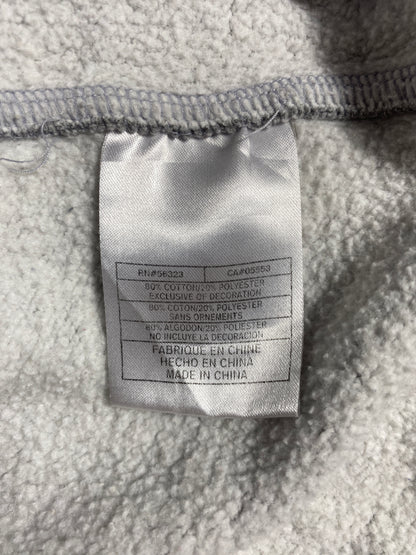 RN#56323 CA#05553
80% COTTON/20% POLYESTER
EXCLUSIVE OF DECORATION
80% COTON/20% POLYESTER
SANS ORNEMENTS
80% ALGODON/20% POLYESTER
NO INCLUYE LA DECORACION
FABRIQUE EN CHINE
HECHO EN CHINA
MADE IN CHINA